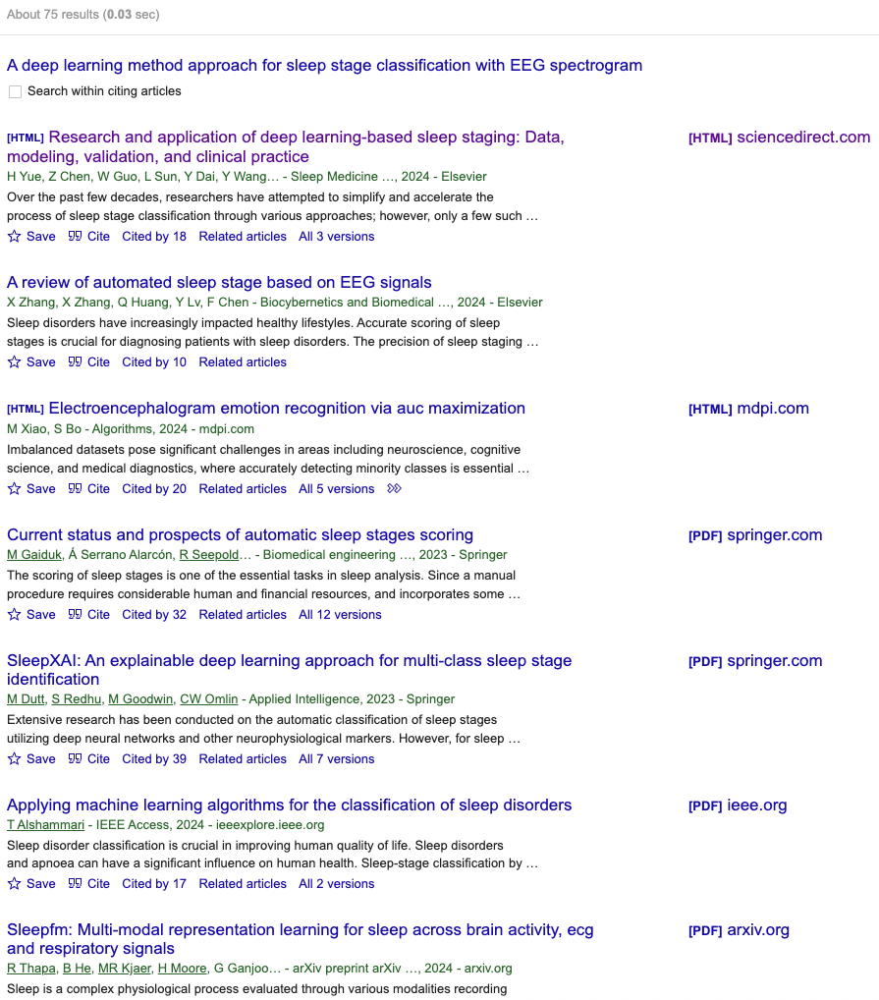 About 75 results (0.03 sec)
A deep learning method approach for sleep stage classification with EEG spectrogram
Search within citing articles
[HTML] Research and application of deep learning-based sleep staging: Data,
modeling, validation, and clinical practice
[HTML] sciencedirect.com
H Yue, Z Chen, W Guo, L Sun, Y Dai, Y Wang… - Sleep Medicine …, 2024 - Elsevier
Over the past few decades, researchers have attempted to simplify and accelerate the
process of sleep stage classification through various approaches; however, only a few such …
Save Cite Cited by 18 Related articles All 3 versions
A review of automated sleep stage based on EEG signals
X Zhang, X Zhang, Q Huang, Y Lv, F Chen - Biocybernetics and Biomedical …, 2024 - Elsevier
Sleep disorders have increasingly impacted healthy lifestyles. Accurate scoring of sleep
stages is crucial for diagnosing patients with sleep disorders. The precision of sleep staging …
Save Cite Cited by 10 Related articles
[HTML] Electroencephalogram emotion recognition via auc maximization
[HTML] mdpi.com
M Xiao, S Bo - Algorithms, 2024 - mdpi.com
Imbalanced datasets pose significant challenges in areas including neuroscience, cognitive
science, and medical diagnostics, where accurately detecting minority classes is essential …
Save Cite Cited by 20 Related articles All 5 versions
Current status and prospects of automatic sleep stages scoring
[PDF] springer.com
M Gaiduk, Á Serrano Alarcón, R Seepold… - Biomedical engineering …, 2023 - Springer
The scoring of sleep stages is one of the essential tasks in sleep analysis. Since a manual
procedure requires considerable human and financial resources, and incorporates some …
Save Cite Cited by 32 Related articles All 12 versions
SleepXAI: An explainable deep learning approach for multi-class sleep stage
identification
[PDF] springer.com
M Dutt, S Redhu, M Goodwin, CW Omlin - Applied Intelligence, 2023 - Springer
Extensive research has been conducted on the automatic classification of sleep stages
utilizing deep neural networks and other neurophysiological markers. However, for sleep …
Save Cite Cited by 39 Related articles All 7 versions
Applying machine learning algorithms for the classification of sleep disorders
[PDF] ieee.org
T Alshammari - IEEE Access, 2024 - ieeexplore.ieee.org
Sleep disorder classification is crucial in improving human quality of life. Sleep disorders
and apnoea can have a significant influence on human health. Sleep-stage classification by …
Save Cite Cited by 17 Related articles All 2 versions
Sleepfm: Multi-modal representation learning for sleep across brain activity, ecg
and respiratory signals
[PDF] arxiv.org
R Thapa, B He, MR Kjaer, H Moore, G Ganjoo… - arXiv preprint arXiv …, 2024 - arxiv.org
Sleep is a complex physiological process evaluated through various modalities recording